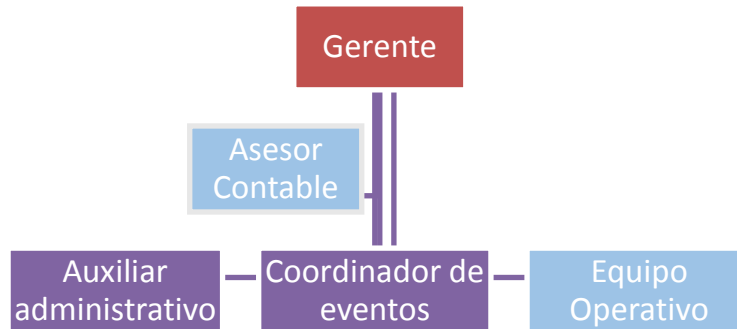 Gerente
Asesor
Contable
Auxiliar
administrativo
Coordinador de
eventos
Equipo
Operativo